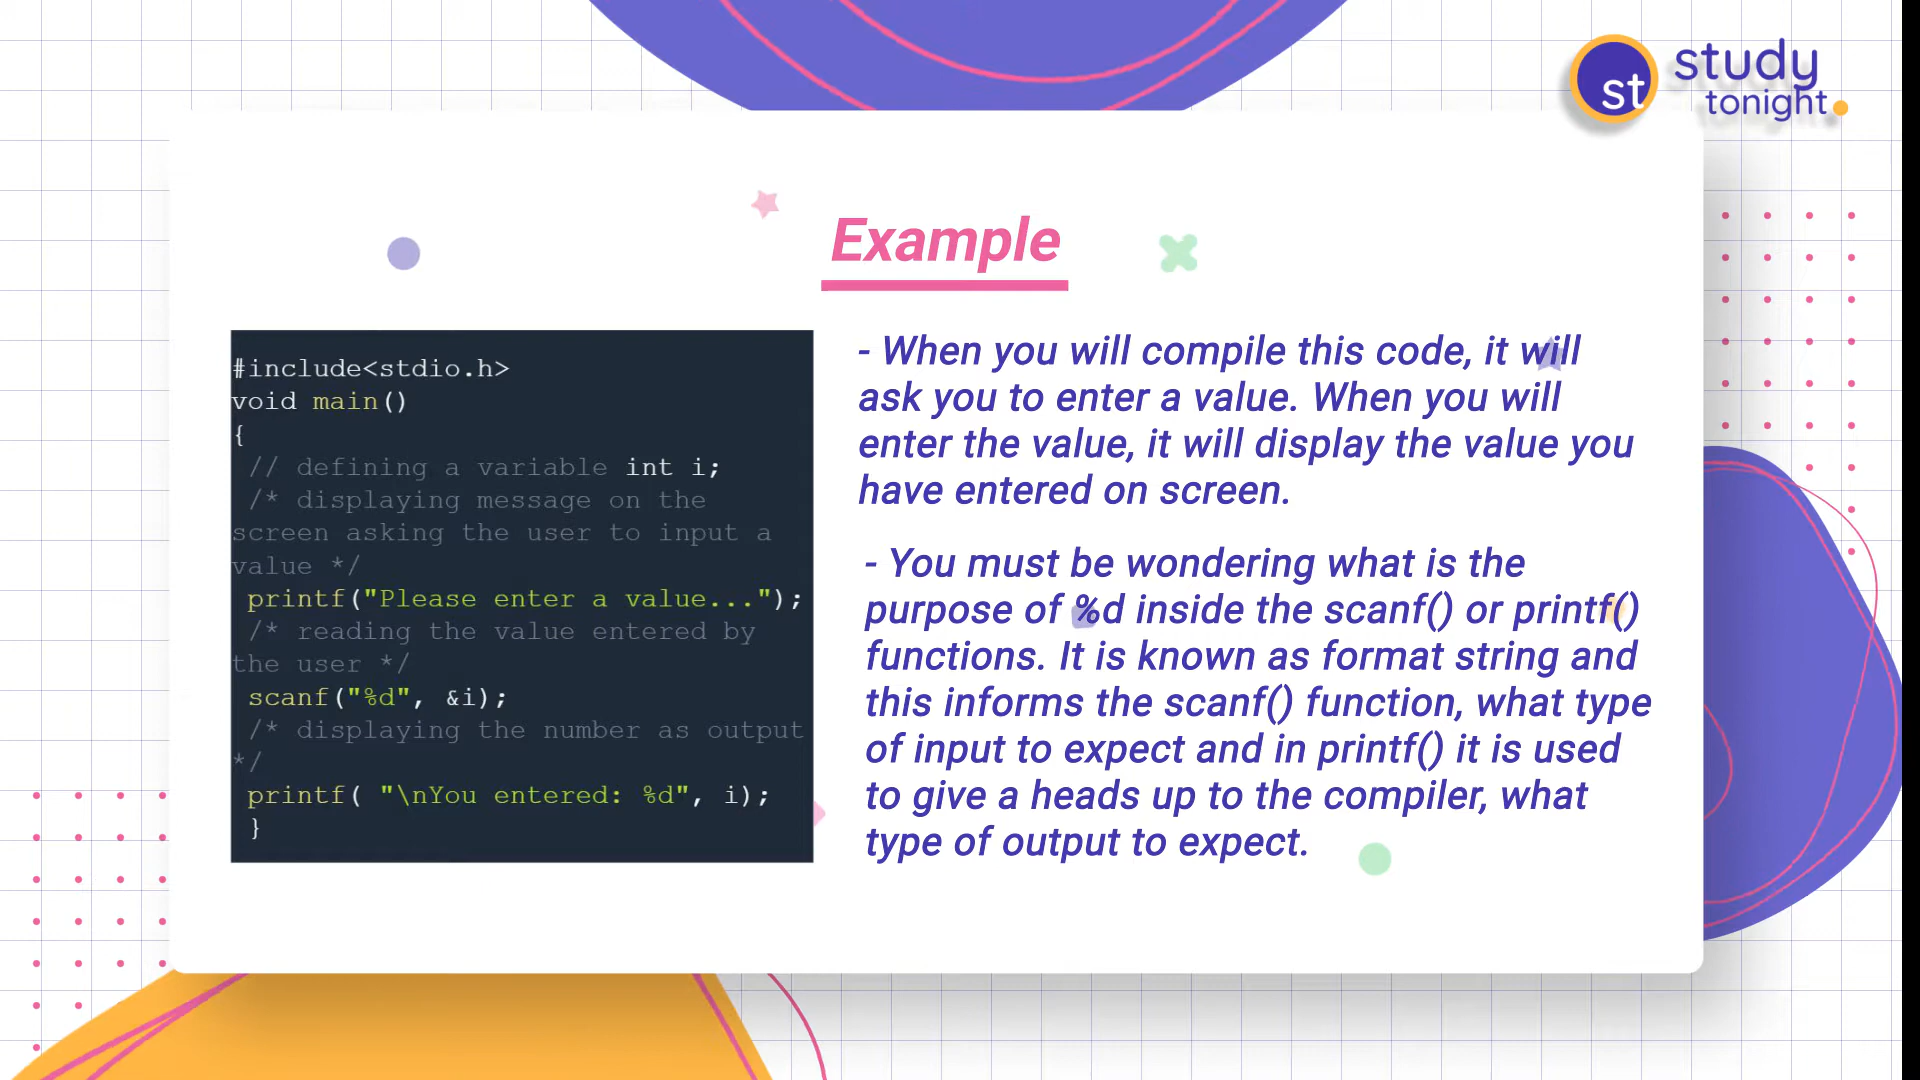 st study
tonight.
Example
#include<stdio.h>
void main()
{
// defining a variable int i;
/* displaying message on the
screen asking the user to input a
value */
printf("Please enter a value...");
/* reading the value entered by
the user */
scanf("%d", &i);
/* displaying the number as output
*/
printf( "\nYou entered: %d", i);
}
- When you will compile this code, it will
ask you to enter a value. When you will
enter the value, it will display the value you
have entered on screen.
- You must be wondering what is the
purpose of %d inside the scanf() or printf()
functions. It is known as format string and
this informs the scanf() function, what type
of input to expect and in printf() it is used
to give a heads up to the compiler, what
type of output to expect.